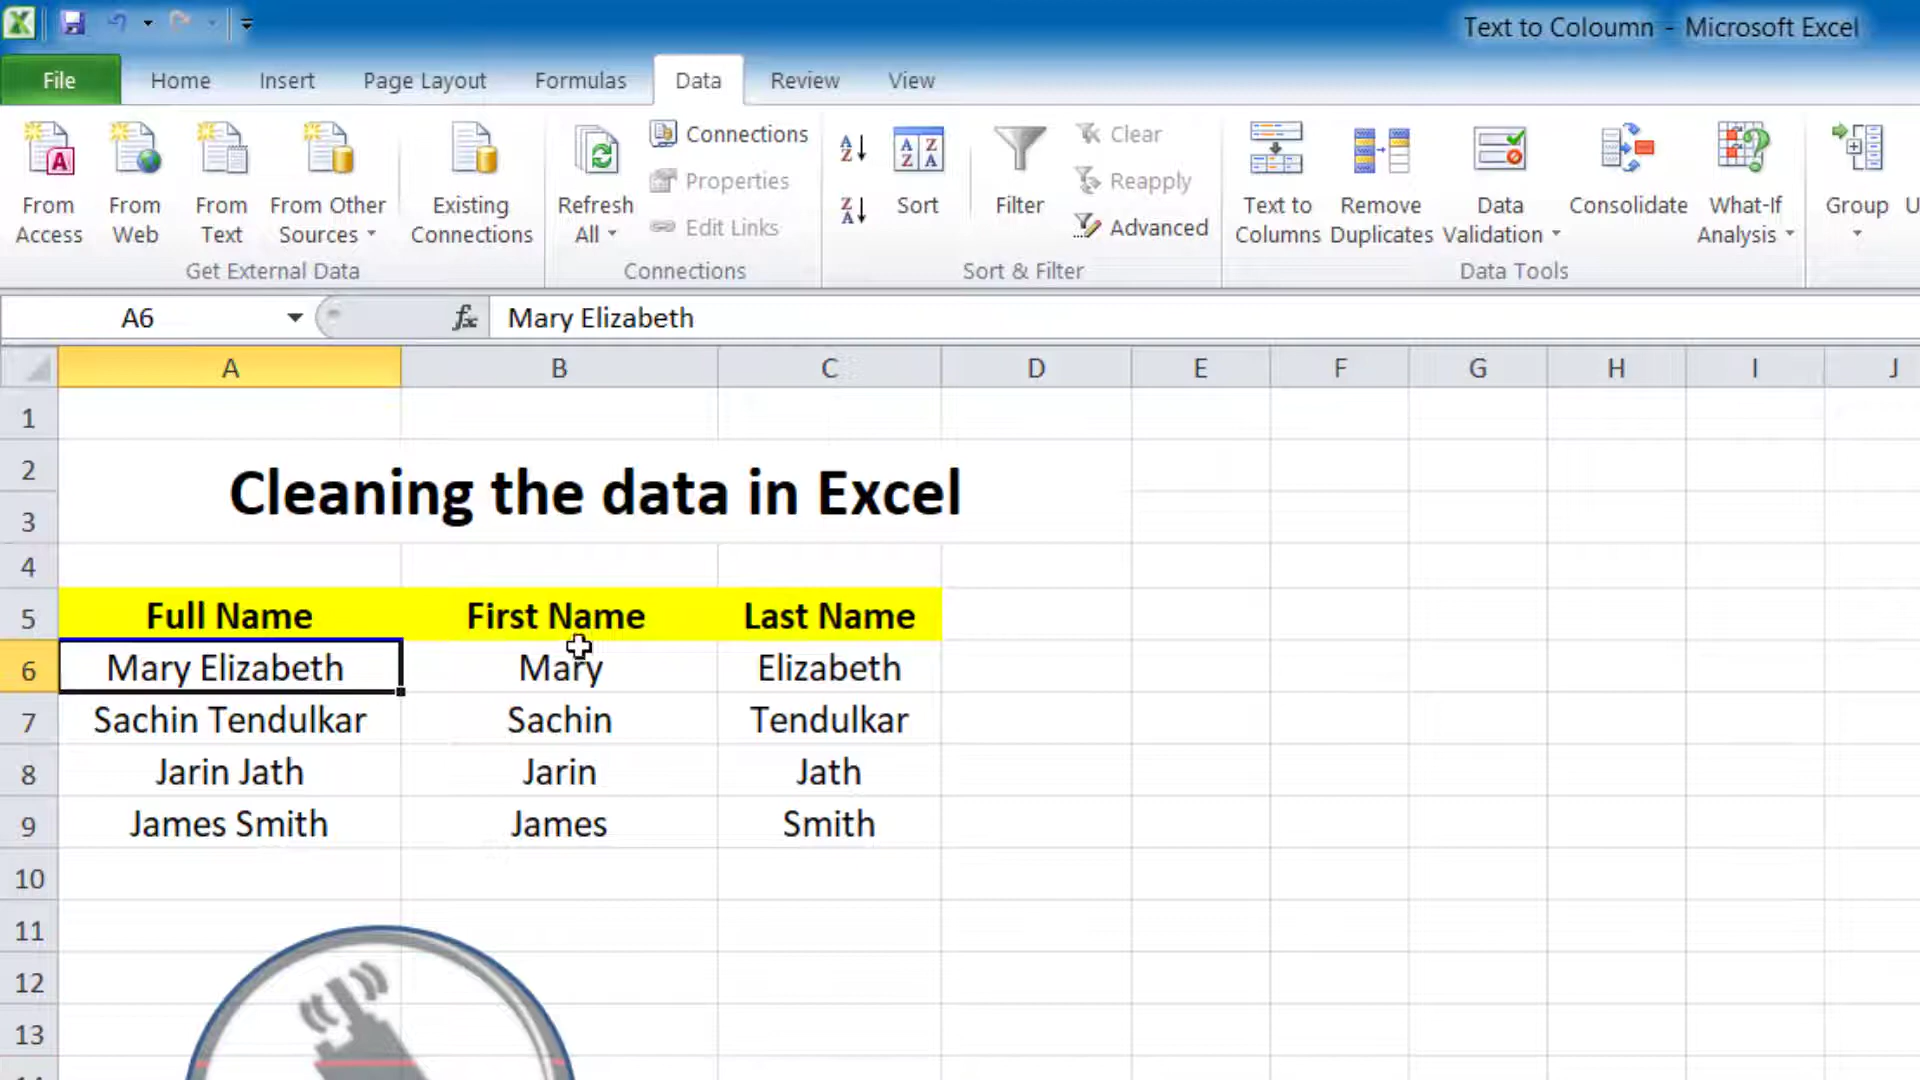 Text to Coloumn - Microsoft Excel
File Home Insert Page Layout Formulas Data Review View
From Access
From Web
From Text
From Other Sources
Existing Connections
Get External Data
Refresh All
Connections
Properties
Edit Links
Connections
Sort
Filter
Clear
Reapply
Advanced
Sort & Filter
Text to Columns
Remove Duplicates
Data Validation
Consolidate
What-If Analysis
Data Tools
Group
A6 fx Mary Elizabeth
A B C D E F G H I J
1
2
3
Cleaning the data in Excel
4
5 Full Name First Name Last Name
6 Mary Elizabeth Mary Elizabeth
7 Sachin Tendulkar Sachin Tendulkar
8 Jarin Jath Jarin Jath
9 James Smith James Smith
10
11
12
13